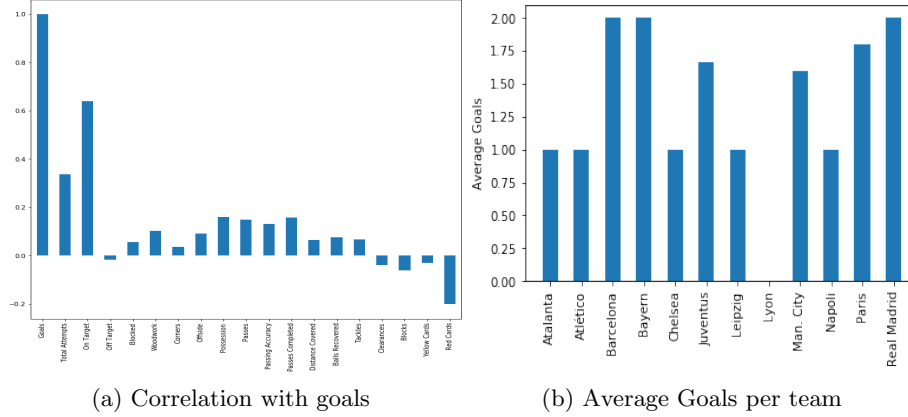 1.0
0.8
0.6
0.4
0.2
0.0
−0.2
Goals
Total Attempts
On Target
Off Target
Blocked
Woodwork
Corners
Offside
Possession
Passes
Passing Accuracy
Passes Completed
Distance Covered
Balls Recovered
Tackles
Clearances
Blocks
Yellow Cards
Red Cards
(a) Correlation with goals
Average Goals
2.00
1.75
1.50
1.25
1.00
0.75
0.50
0.25
0.00
Atalanta
Atlético
Barcelona
Bayern
Chelsea
Juventus
Leipzig
Lyon
Man. City
Napoli
Paris
Real Madrid
(b) Average Goals per team